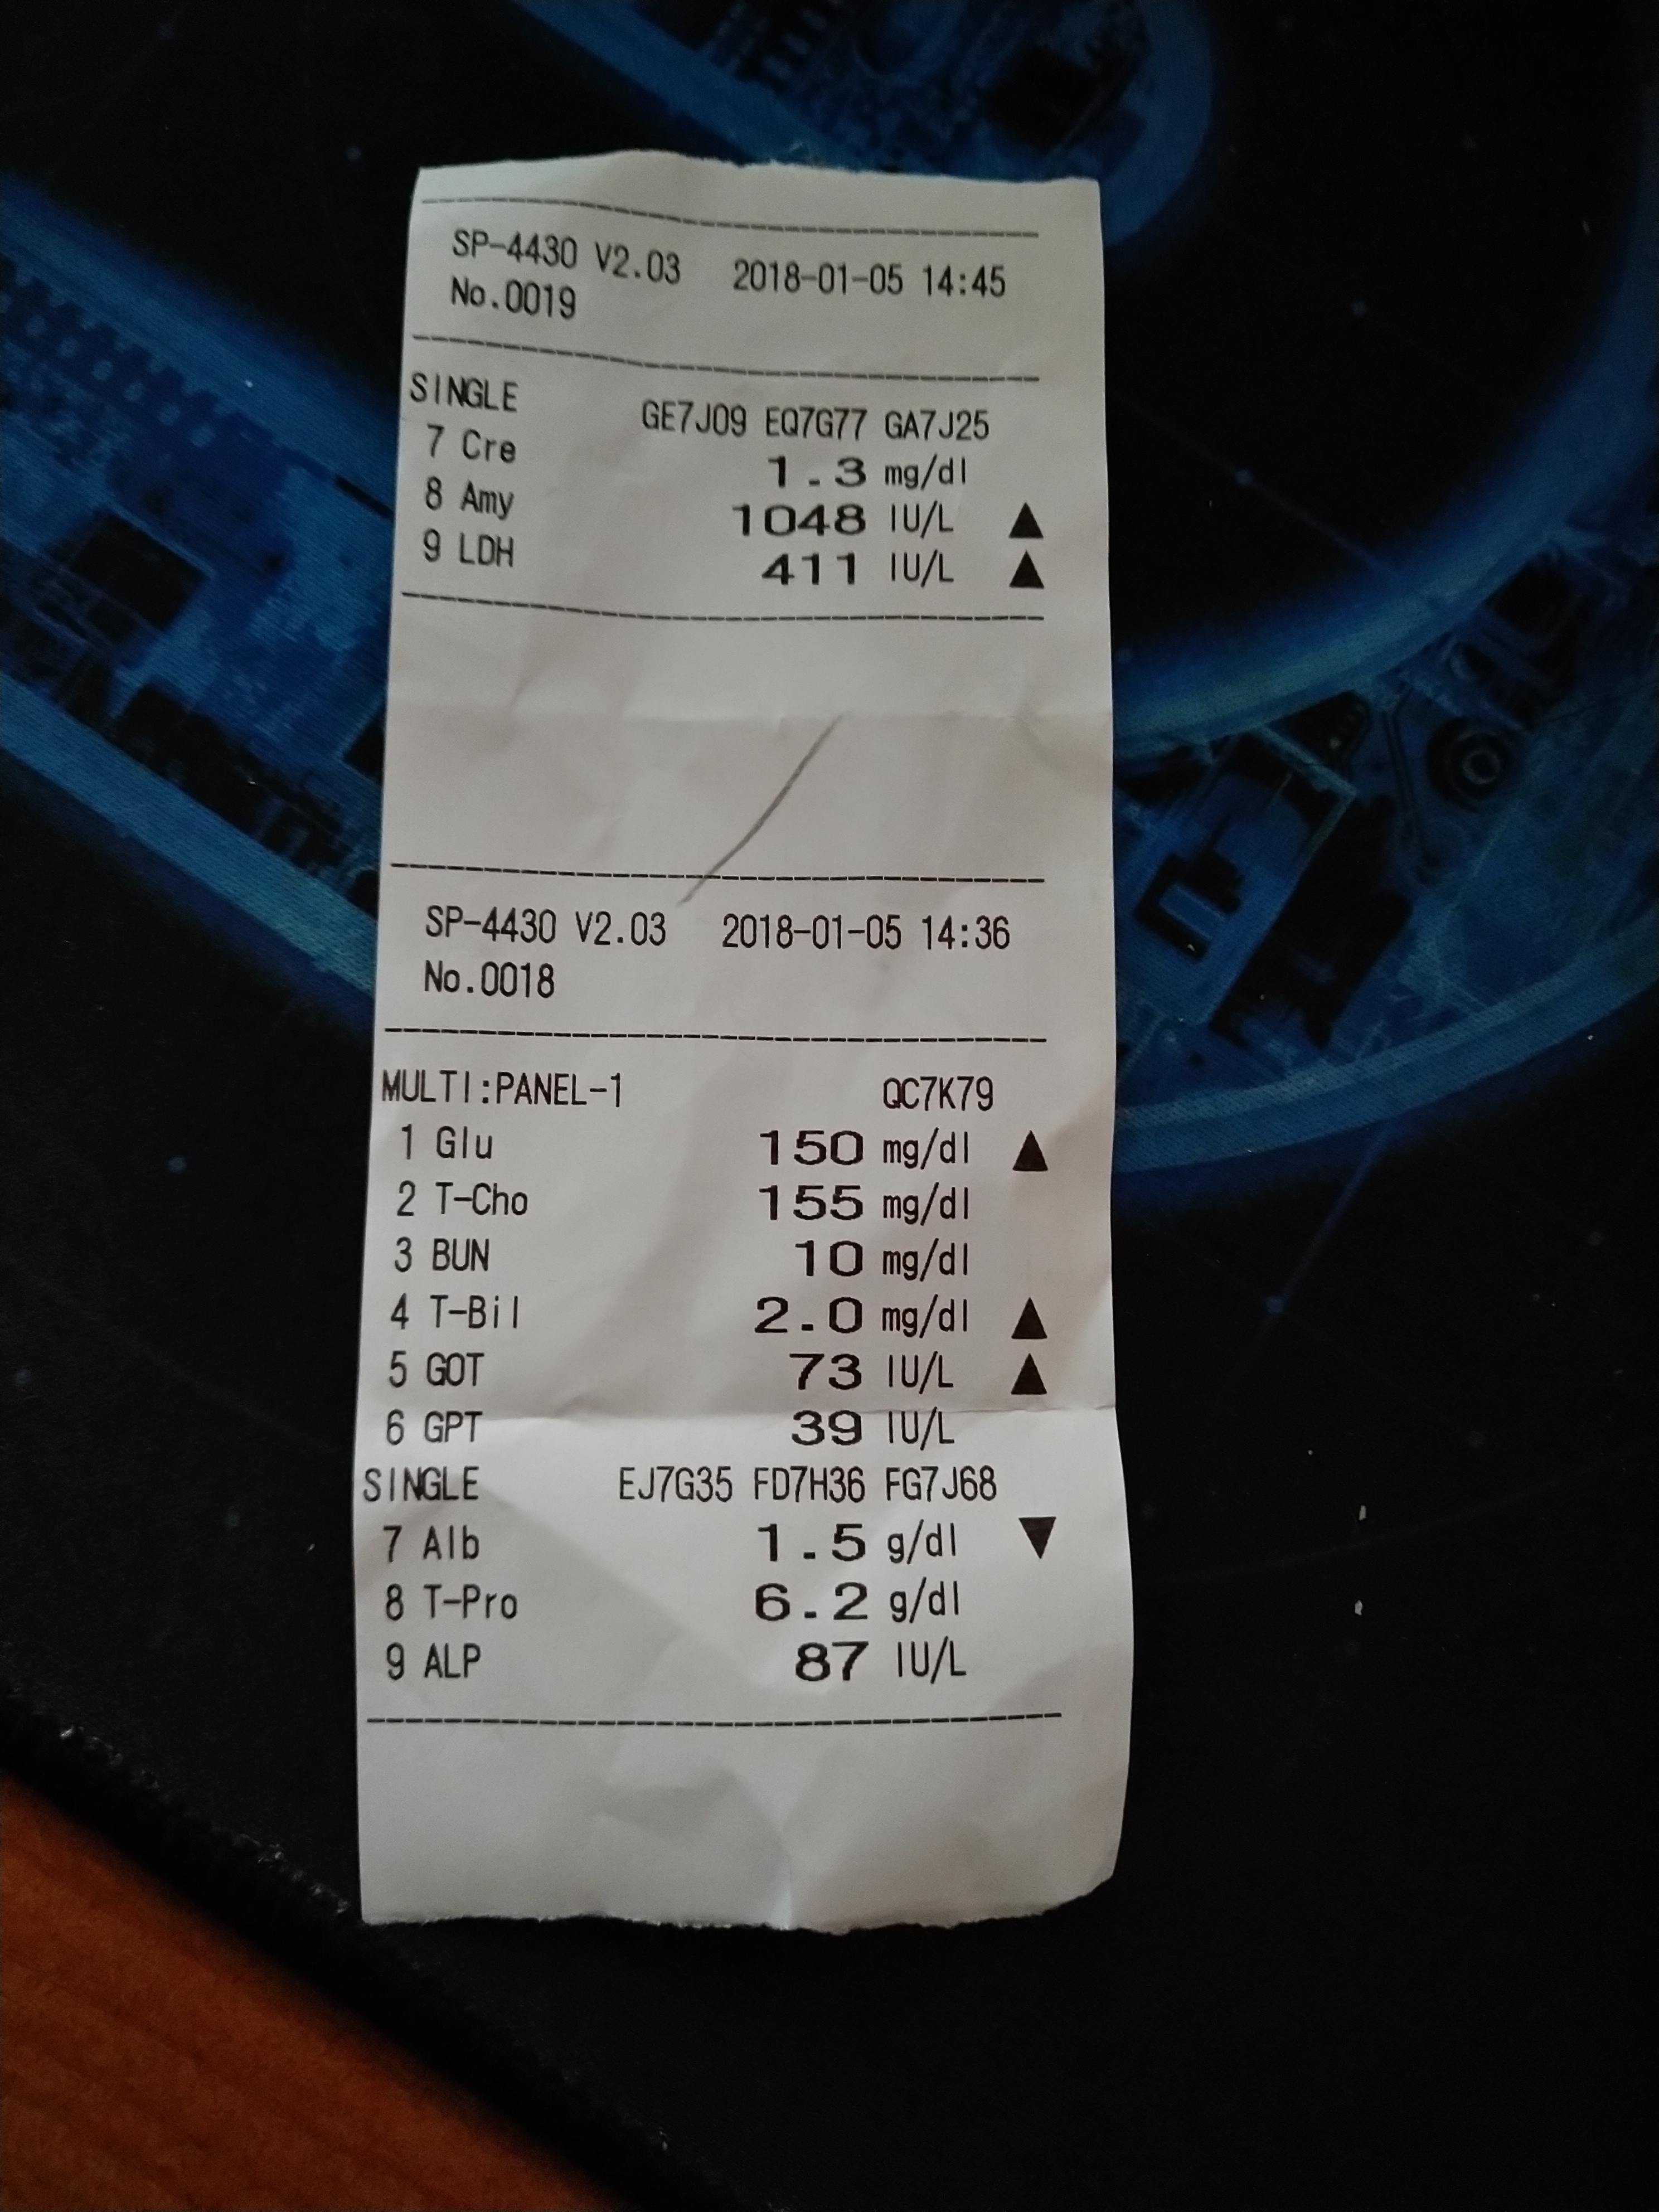 SP-4430 V2.03 2018-01-05 14:45
No.0019
SINGLE GE7J09 EQ7G77 GA7J25
7 Cre 1.3 mg/dl
8 Amy 1048 IU/L ▲
9 LDH 411 IU/L ▲
SP-4430 V2.03 2018-01-05 14:36
No.0018
MULTI:PANEL-1 QC7K79
1 Glu 150 mg/dl ▲
2 T-Cho 155 mg/dl
3 BUN 10 mg/dl
4 T-Bil 2.0 mg/dl ▲
5 GOT 73 IU/L ▲
6 GPT 39 IU/L
SINGLE EJ7G35 FD7H36 FG7J68
7 Alb 1.5 g/dl ▼
8 T-Pro 6.2 g/dl
9 ALP 87 IU/L